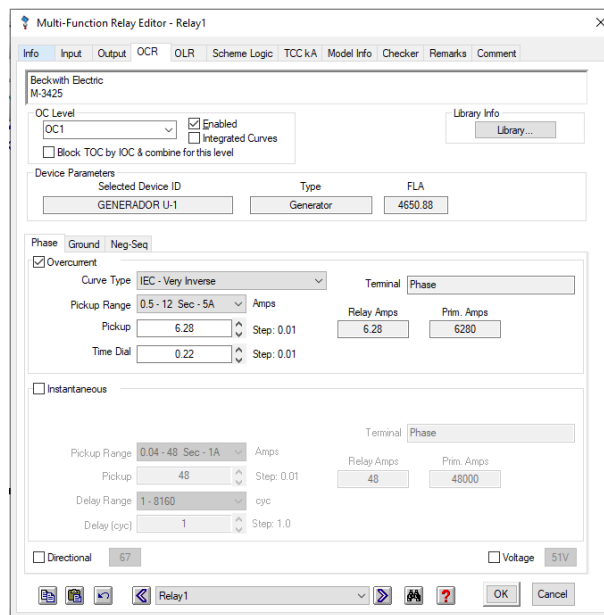 Multi-Function Relay Editor - Relay1
Info Input Output OCR OLR Scheme Logic TCC kA Model Info Checker Remarks Comment
Beckwith Electric
M-3425
OC Level
OC1
Enabled
Integrated Curves
Block TOC by IOC & combine for this level
Library Info
Library...
Device Parameters
Selected Device ID Type FLA
GENERADOR U-1 Generator 4650.88
Phase Ground Neg-Seq
Overcurrent
Curve Type IEC - Very Inverse Terminal Phase
Pickup Range 0.5 - 12 Sec - 5A Amps Relay Amps Prim. Amps
Pickup 6.28 Step: 0.01 6.28 6280
Time Dial 0.22 Step: 0.01
Instantaneous
Terminal Phase
Pickup Range 0.04 - 48 Sec - 1A Amps Relay Amps Prim. Amps
Pickup 48 Step: 0.01 48 48000
Delay Range 1 - 8160 cyc
Delay (cyc) 1 Step: 1.0
Directional 67 Voltage 51V
Relay1 OK Cancel